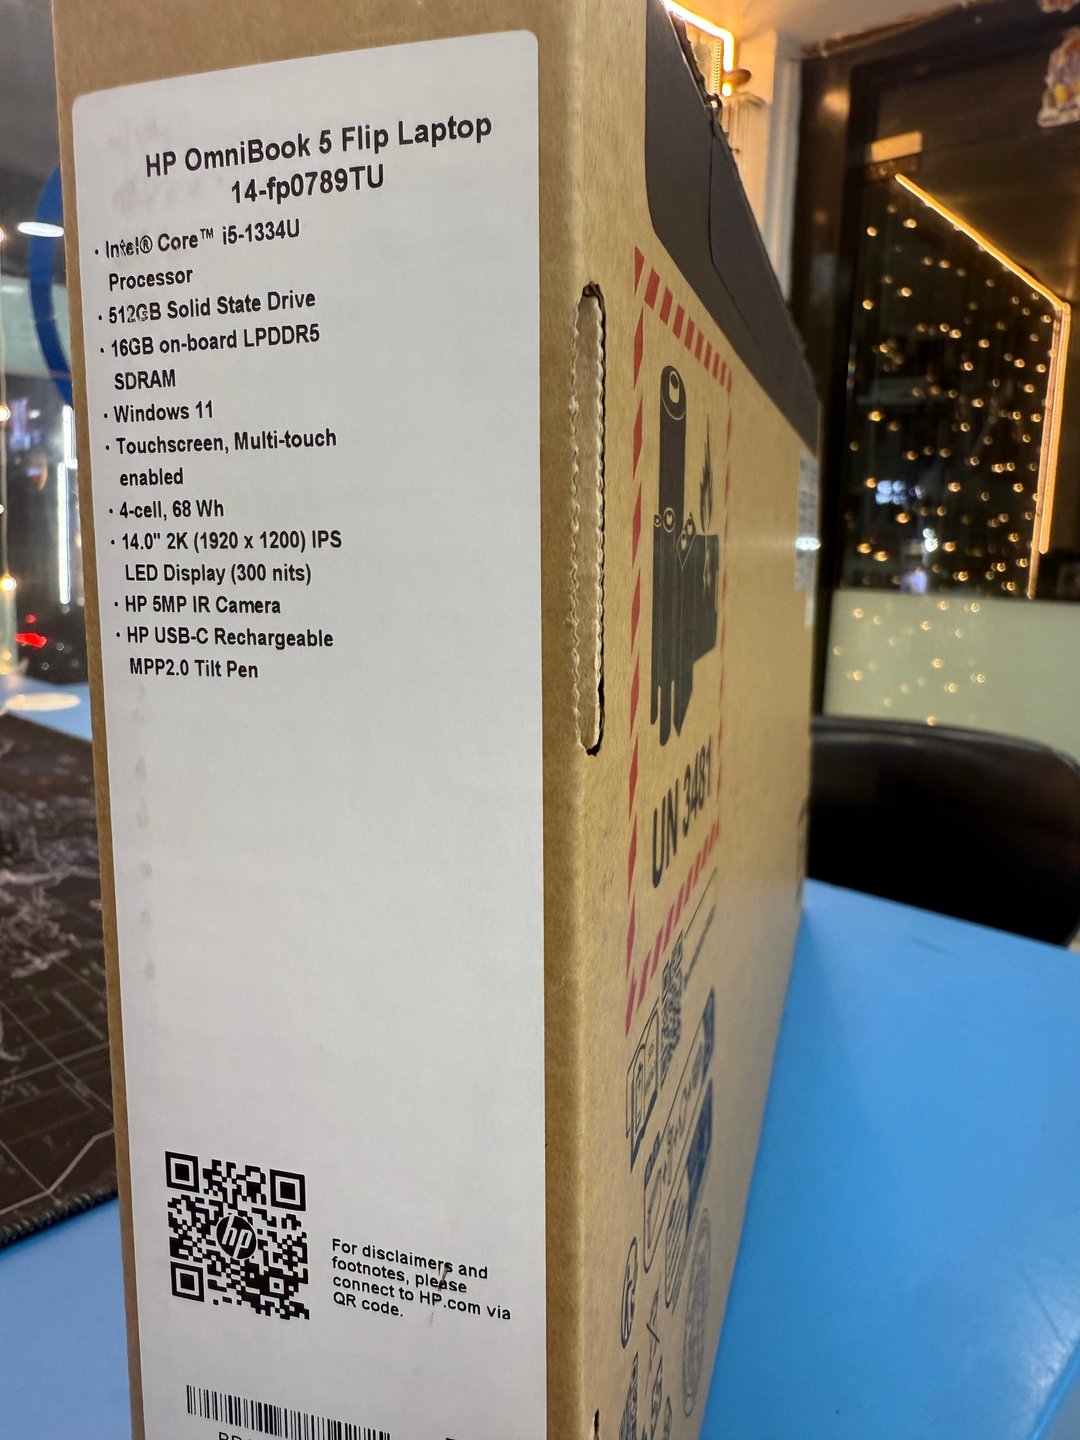 HP OmniBook 5 Flip Laptop
14-fp0789TU
• Intel® Core™ i5-1334U
Processor
• 512GB Solid State Drive
• 16GB on-board LPDDR5
SDRAM
• Windows 11
• Touchscreen, Multi-touch
enabled
• 4-cell, 68 Wh
• 14.0" 2K (1920 x 1200) IPS
LED Display (300 nits)
• HP 5MP IR Camera
• HP USB-C Rechargeable
MPP2.0 Tilt Pen
hp
For disclaimers and
footnotes, please
connect to HP.com via
QR code.
UN 3481